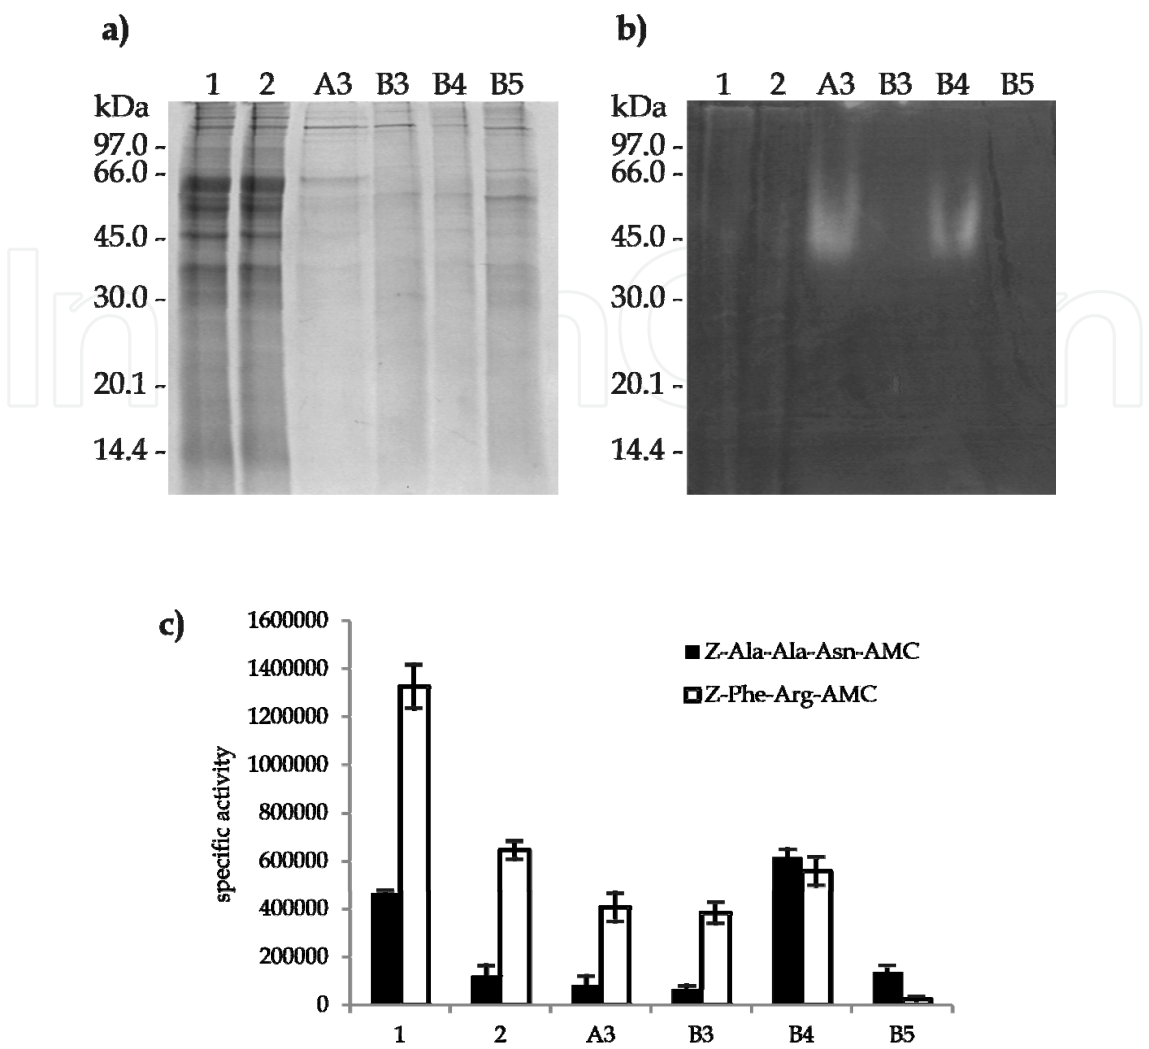 a)
1 2 A3 B3 B4 B5
kDa
97.0 -
66.0 -
45.0 -
30.0 -
20.1 -
14.4 -
b)
1 2 A3 B3 B4 B5
kDa
97.0 -
66.0 -
45.0 -
30.0 -
20.1 -
14.4 -
c)
specific activity
1600000
1400000
1200000
1000000
800000
600000
400000
200000
0
Z-Ala-Ala-Asn-AMC
Z-Phe-Arg-AMC
1 2 A3 B3 B4 B5